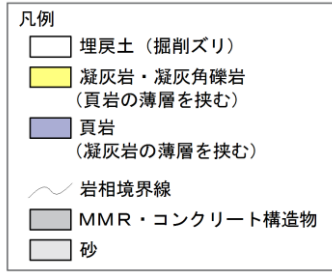 凡例
埋戻土（掘削ズリ）
凝灰岩・凝灰角礫岩
(頁岩の薄層を挟む)
頁岩
(凝灰岩の薄層を挟む)
岩相境界線
ＭＭＲ・コンクリート構造物
砂